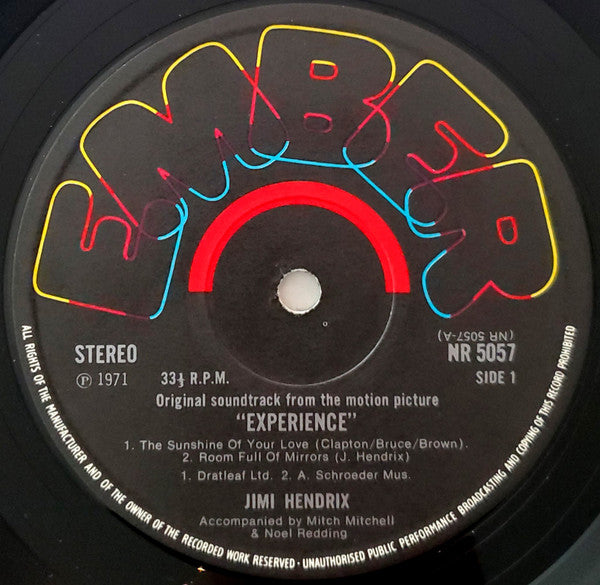 EMBER
STEREO
(NR 5057-A)
NR 5057
℗ 1971
33⅓ R.P.M.
SIDE 1
Original soundtrack from the motion picture
"EXPERIENCE"
1. The Sunshine Of Your Love (Clapton/Bruce/Brown).
2. Room Full Of Mirrors (J. Hendrix)
1. Dratleaf Ltd. 2. A. Schroeder Mus.
JIMI HENDRIX
Accompanied by Mitch Mitchell
& Noel Redding
ALL RIGHTS OF THE MANUFACTURER AND OF THE OWNER OF THE RECORDED WORK RESERVED · UNAUTHORISED PUBLIC PERFORMANCE BROADCASTING AND COPYING OF THIS RECORD PROHIBITED